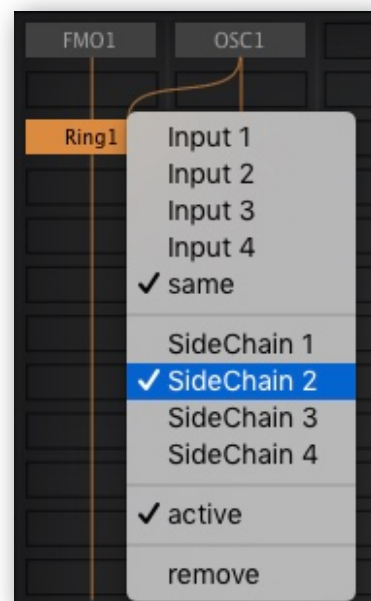 FMO1 OSC1
Ring1
Input 1
Input 2
Input 3
Input 4
✓ same
SideChain 1
✓ SideChain 2
SideChain 3
SideChain 4
✓ active
remove